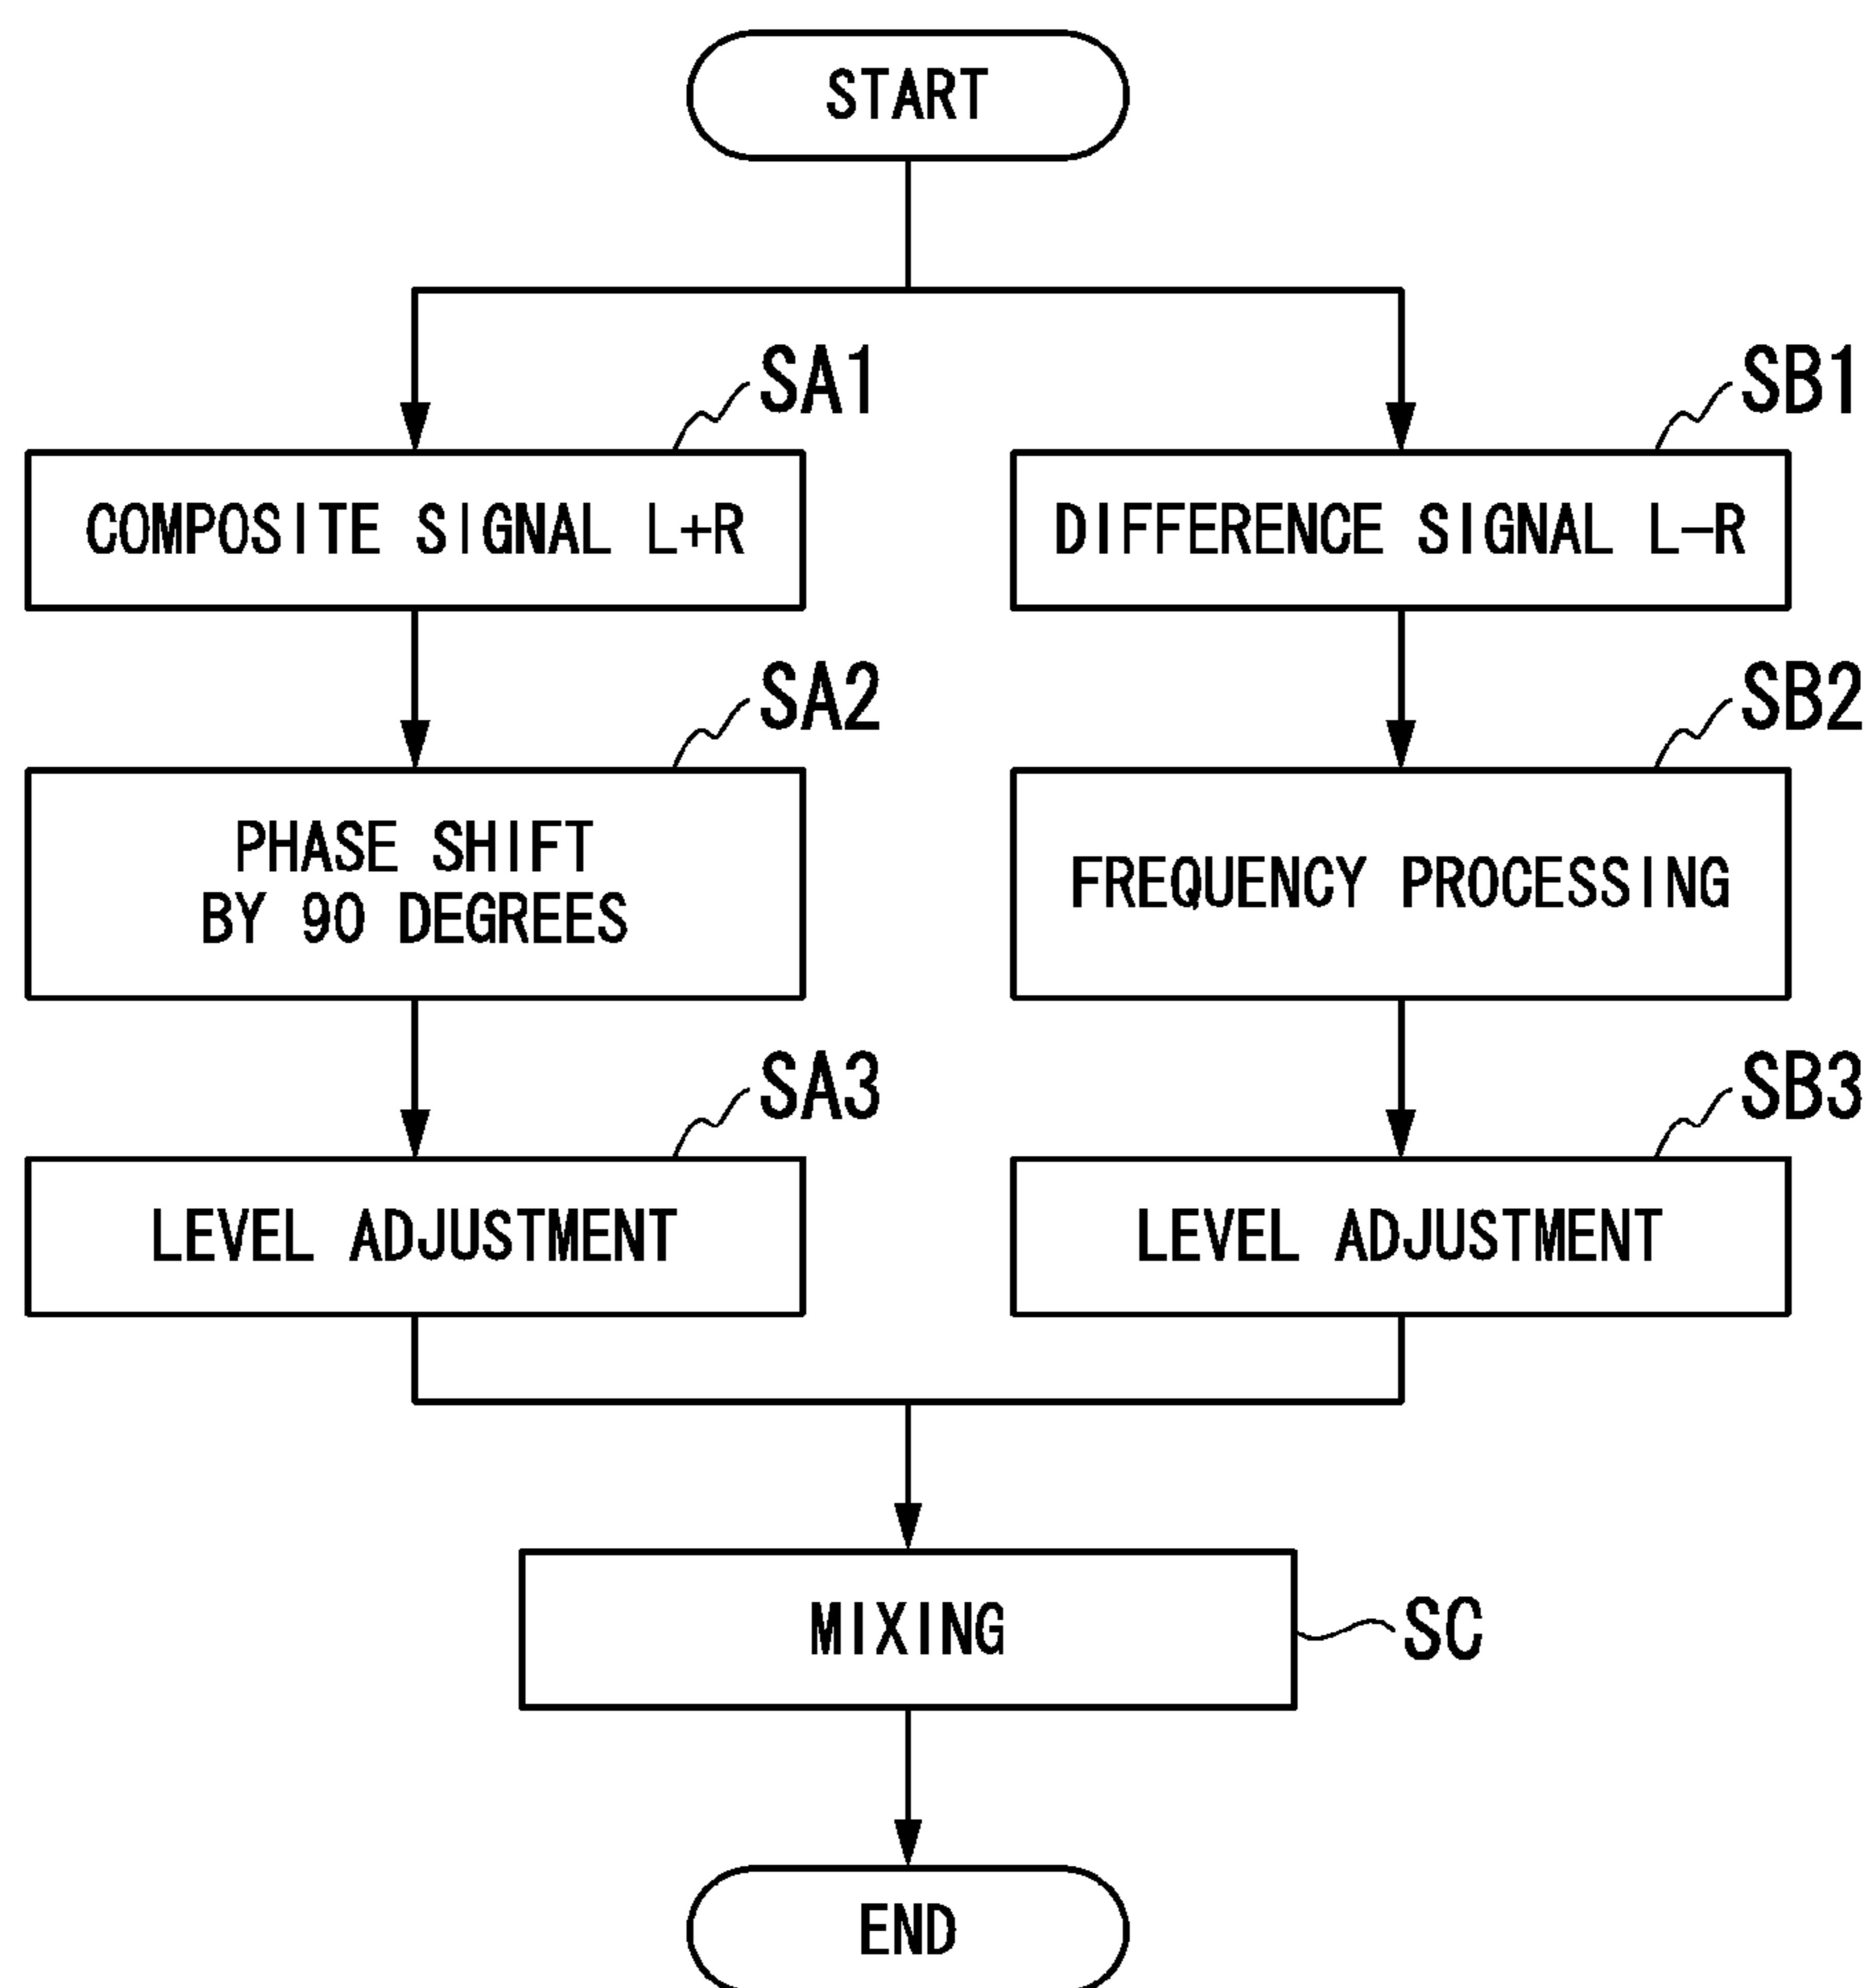 START
SA1
COMPOSITE SIGNAL L+R
SB1
DIFFERENCE SIGNAL L-R
SA2
PHASE SHIFT
BY 90 DEGREES
SB2
FREQUENCY PROCESSING
SA3
LEVEL ADJUSTMENT
SB3
LEVEL ADJUSTMENT
MIXING
SC
END